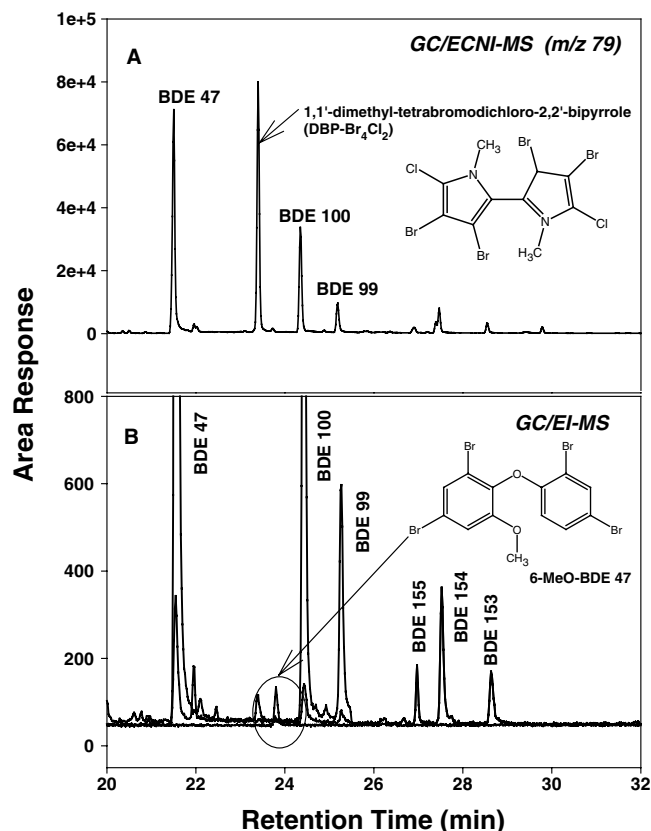 1e+5
8e+4
6e+4
4e+4
2e+4
0
A
GC/ECNI-MS (m/z 79)
BDE 47
1,1'-dimethyl-tetrabromodichloro-2,2'-bipyrrole
(DBP-Br4Cl2)
BDE 100
BDE 99
CH3
N
Cl
Br
Br
Br
Br
Cl
N
H3C
Area Response
800
600
400
200
0
B
GC/EI-MS
BDE 47
BDE 100
BDE 99
BDE 155
BDE 154
BDE 153
Br
O
Br
Br
O
CH3
Br
6-MeO-BDE 47
20 22 24 26 28 30 32
Retention Time (min)